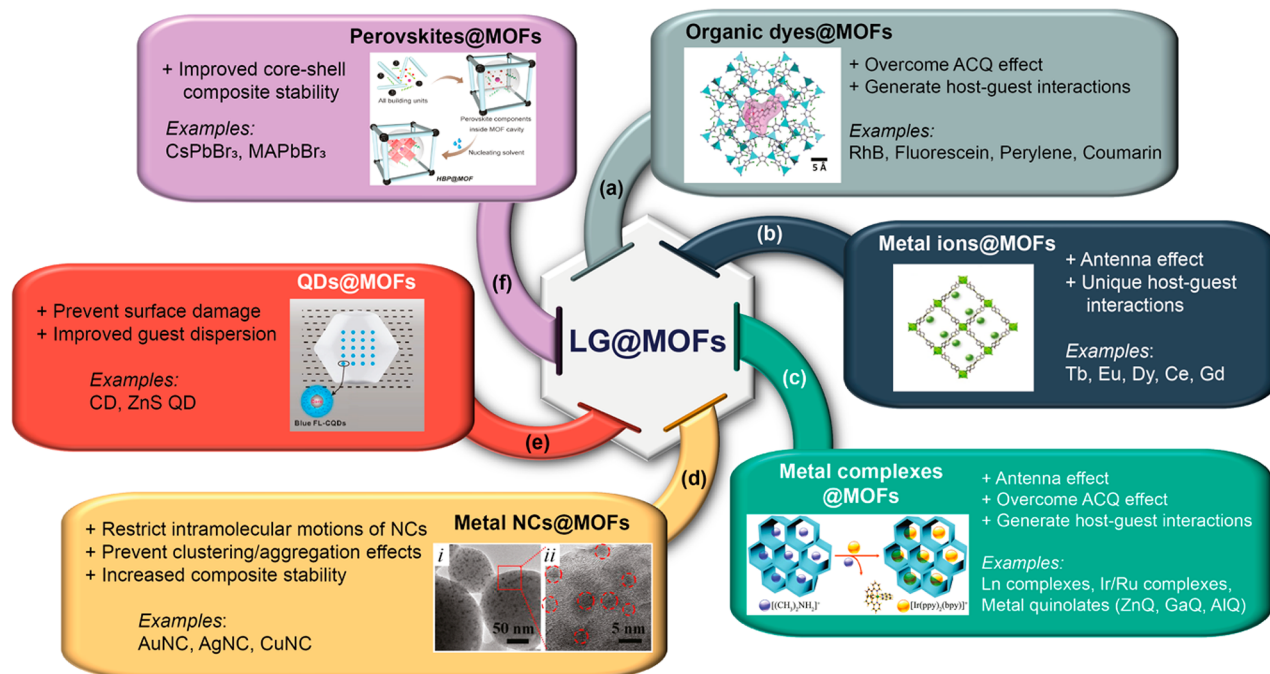 Perovskites@MOFs
+ Improved core-shell
composite stability
Examples:
CsPbBr₃, MAPbBr₃
All building units
Perovskite components
inside MOF cavity
Nucleating solvent
HBP@MOF
(a)
Organic dyes@MOFs
+ Overcome ACQ effect
+ Generate host-guest interactions
Examples:
RhB, Fluorescein, Perylene, Coumarin
5 Å
(b)
Metal ions@MOFs
+ Antenna effect
+ Unique host-guest
interactions
Examples:
Tb, Eu, Dy, Ce, Gd
LG@MOFs
(c)
Metal complexes
@MOFs
+ Antenna effect
+ Overcome ACQ effect
+ Generate host-guest interactions
Examples:
Ln complexes, Ir/Ru complexes,
Metal quinolates (ZnQ, GaQ, AlQ)
[(CH₃)₂NH₂]⁺
[Ir(ppy)₂(bpy)]⁺
(d)
Metal NCs@MOFs
+ Restrict intramolecular motions of NCs
+ Prevent clustering/aggregation effects
+ Increased composite stability
Examples:
AuNC, AgNC, CuNC
i
ii
50 nm
5 nm
(e)
QDs@MOFs
+ Prevent surface damage
+ Improved guest dispersion
Examples:
CD, ZnS QD
Blue FL-CQDs
(f)